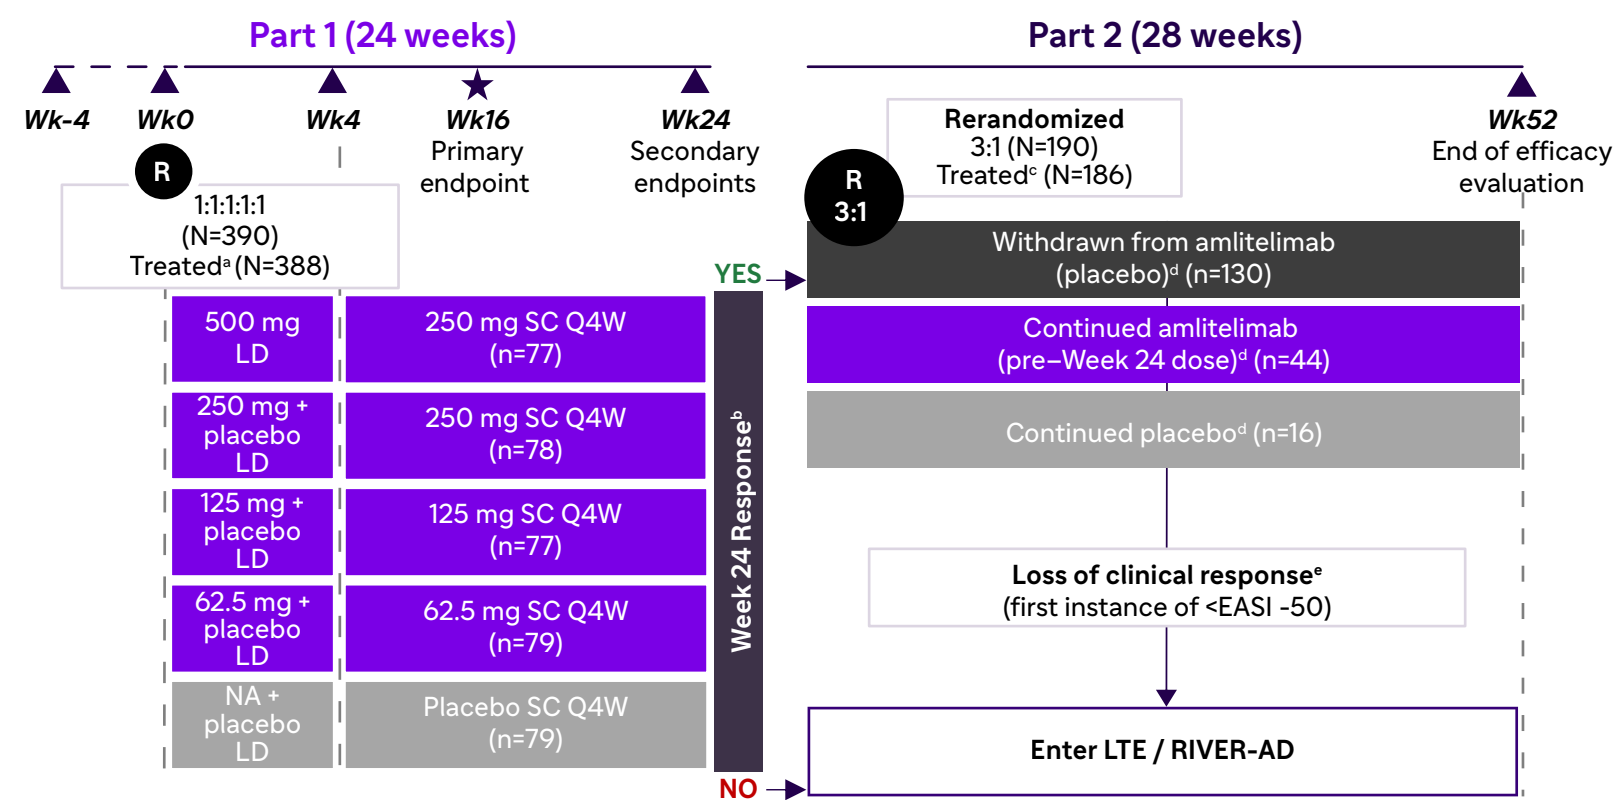 Part 1 (24 weeks)
Part 2 (28 weeks)
Wk-4
Wk0
Wk4
Wk16
Primary
endpoint
Wk24
Secondary
endpoints
Wk52
End of efficacy
evaluation
R
1:1:1:1:1
(N=390)
Treatedᵃ (N=388)
500 mg
LD
250 mg SC Q4W
(n=77)
250 mg +
placebo
LD
250 mg SC Q4W
(n=78)
125 mg +
placebo
LD
125 mg SC Q4W
(n=77)
62.5 mg +
placebo
LD
62.5 mg SC Q4W
(n=79)
NA +
placebo
LD
Placebo SC Q4W
(n=79)
YES
Week 24 Responseᵇ
NO
R
3:1
Rerandomized
3:1 (N=190)
Treatedᶜ (N=186)
Withdrawn from amlitelimab
(placebo)ᵈ (n=130)
Continued amlitelimab
(pre–Week 24 dose)ᵈ (n=44)
Continued placeboᵈ (n=16)
Loss of clinical responseᵉ
(first instance of <EASI -50)
Enter LTE / RIVER-AD